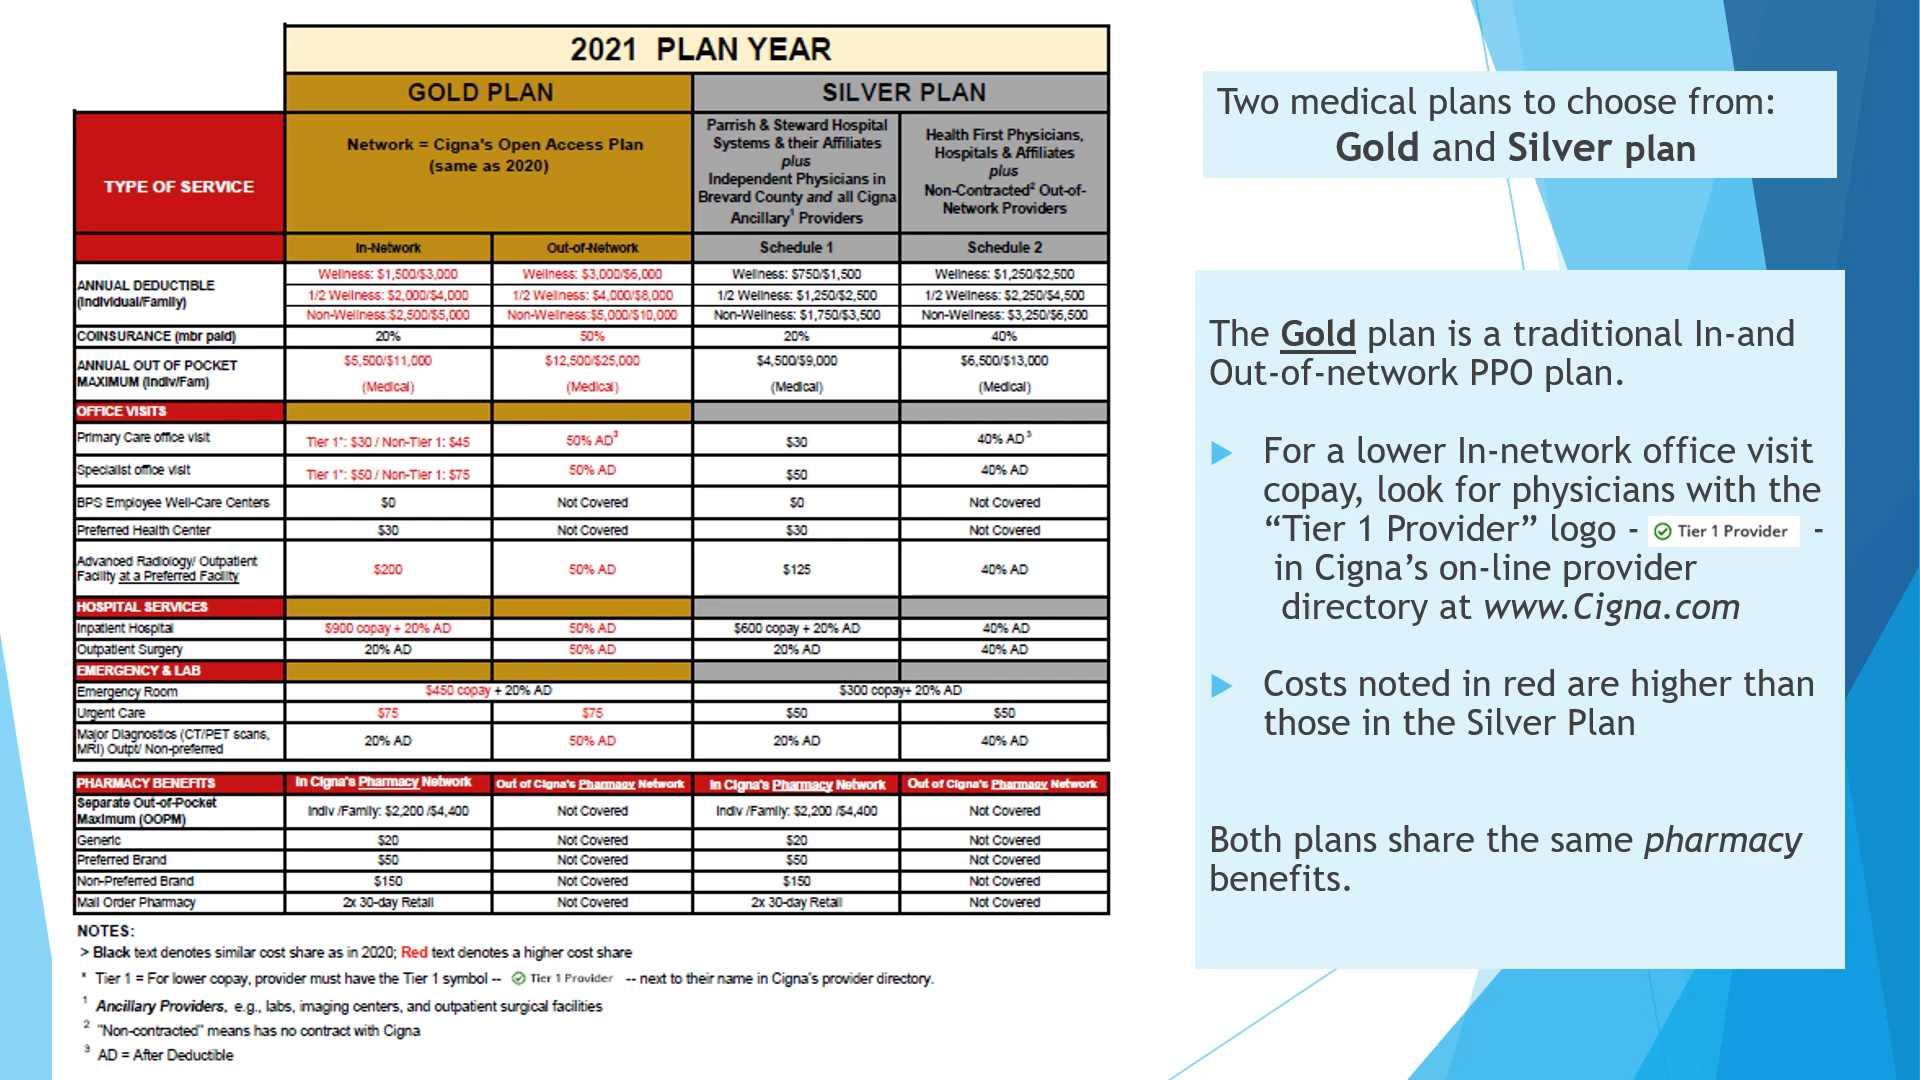 2021 PLAN YEAR
GOLD PLAN SILVER PLAN
TYPE OF SERVICE
Network = Cigna's Open Access Plan
(same as 2020)
Parrish & Steward Hospital
Systems & their Affiliates
plus
Independent Physicians in
Brevard County and all Cigna
Ancillary¹ Providers
Health First Physicians,
Hospitals & Affiliates
plus
Non-Contracted² Out-of-
Network Providers
In-Network Out-of-Network Schedule 1 Schedule 2
ANNUAL DEDUCTIBLE
(Individual/Family)
Wellness: $1,500/$3,000 Wellness: $3,000/$6,000 Wellness: $750/$1,500 Wellness: $1,250/$2,500
1/2 Wellness: $2,000/$4,000 1/2 Wellness: $4,000/$8,000 1/2 Wellness: $1,250/$2,500 1/2 Wellness: $2,250/$4,500
Non-Wellness:$2,500/$5,000 Non-Wellness:$5,000/$10,000 Non-Wellness: $1,750/$3,500 Non-Wellness: $3,250/$6,500
COINSURANCE (mbr paid) 20% 50% 20% 40%
ANNUAL OUT OF POCKET
MAXIMUM (Indiv/Fam)
$5,500/$11,000 $12,500/$25,000 $4,500/$9,000 $6,500/$13,000
(Medical) (Medical) (Medical) (Medical)
OFFICE VISITS
Primary Care office visit Tier 1*: $30 / Non-Tier 1: $45 50% AD³ $30 40% AD³
Specialist office visit Tier 1*: $50 / Non-Tier 1: $75 50% AD $50 40% AD
BPS Employee Well-Care Centers $0 Not Covered $0 Not Covered
Preferred Health Center $30 Not Covered $30 Not Covered
Advanced Radiology/ Outpatient
Facility at a Preferred Facility
$200 50% AD $125 40% AD
HOSPITAL SERVICES
Inpatient Hospital $900 copay + 20% AD 50% AD $600 copay + 20% AD 40% AD
Outpatient Surgery 20% AD 50% AD 20% AD 40% AD
EMERGENCY & LAB
Emergency Room $450 copay + 20% AD $300 copay+ 20% AD
Urgent Care $75 $75 $50 $50
Major Diagnostics (CT/PET scans,
MRI) Outpt/ Non-preferred
20% AD 50% AD 20% AD 40% AD
PHARMACY BENEFITS In Cigna's Pharmacy Network Out of Cigna's Pharmacy Network In Cigna's Pharmacy Network Out of Cigna's Pharmacy Network
Separate Out-of-Pocket
Maximum (OOPM)
Indiv /Family: $2,200 /$4,400 Not Covered Indiv /Family: $2,200 /$4,400 Not Covered
Generic $20 Not Covered $20 Not Covered
Preferred Brand $50 Not Covered $50 Not Covered
Non-Preferred Brand $150 Not Covered $150 Not Covered
Mail Order Pharmacy 2x 30-day Retail Not Covered 2x 30-day Retail Not Covered
NOTES:
> Black text denotes similar cost share as in 2020; Red text denotes a higher cost share
* Tier 1 = For lower copay, provider must have the Tier 1 symbol -- Tier 1 Provider -- next to their name in Cigna's provider directory.
¹ Ancillary Providers, e.g., labs, imaging centers, and outpatient surgical facilities
² "Non-contracted" means has no contract with Cigna
³ AD = After Deductible
Two medical plans to choose from:
Gold and Silver plan
The Gold plan is a traditional In-and
Out-of-network PPO plan.
For a lower In-network office visit
copay, look for physicians with the
“Tier 1 Provider” logo - Tier 1 Provider -
in Cigna’s on-line provider
directory at www.Cigna.com
Costs noted in red are higher than
those in the Silver Plan
Both plans share the same pharmacy
benefits.